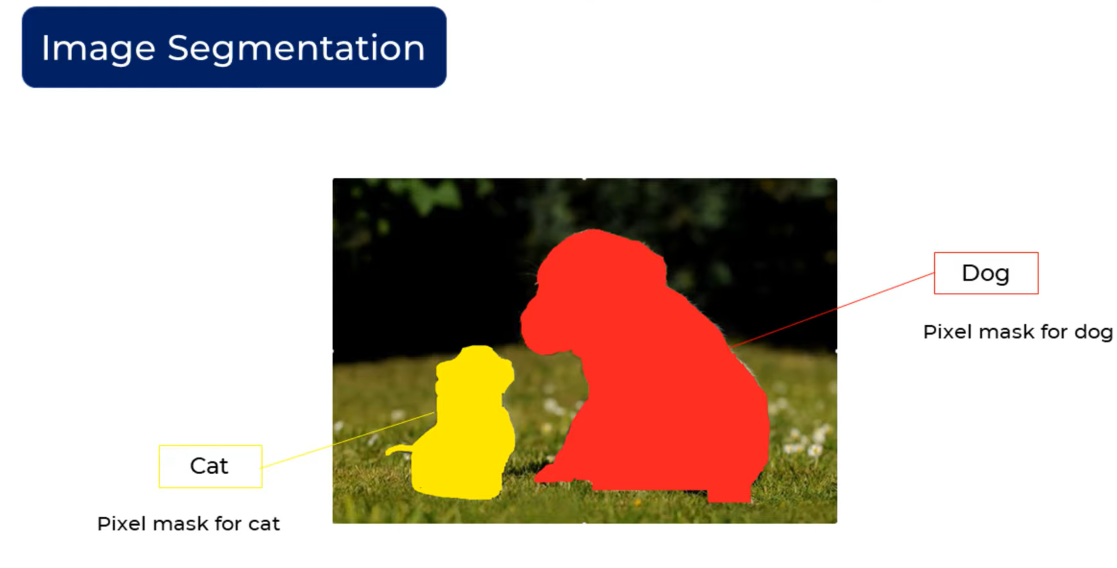 Image Segmentation
Dog
Pixel mask for dog
Cat
Pixel mask for cat